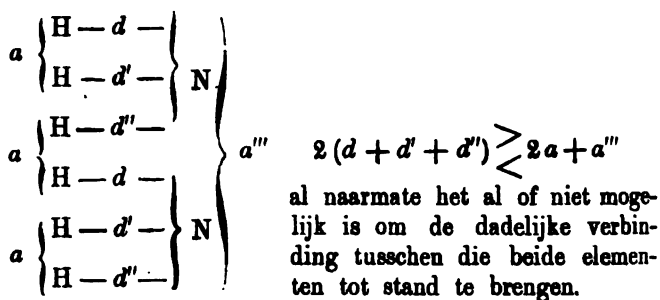 a { H — d —
H — d' — } N
a { H — d" —
H — d —
a { H — d' — } N
H — d" —
} a'''
2 (d + d' + d") ≷ 2 a + a'''
al naarmate het al of niet moge-
lijk is om de dadelijke verbin-
ding tusschen die beide elemen-
ten tot stand te brengen.